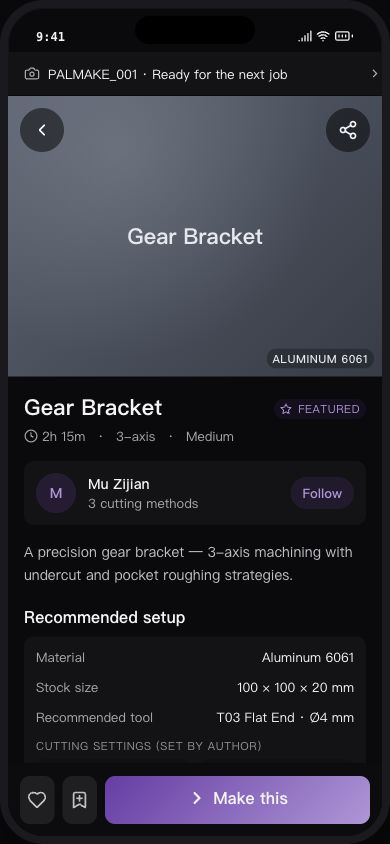 9:41
PALMAKE_001 · Ready for the next job
Gear Bracket
ALUMINUM 6061
Gear Bracket
FEATURED
2h 15m · 3-axis · Medium
M
Mu Zijian
3 cutting methods
Follow
A precision gear bracket — 3-axis machining with
undercut and pocket roughing strategies.
Recommended setup
Material Aluminum 6061
Stock size 100 × 100 × 20 mm
Recommended tool T03 Flat End · Ø4 mm
CUTTING SETTINGS (SET BY AUTHOR)
Make this